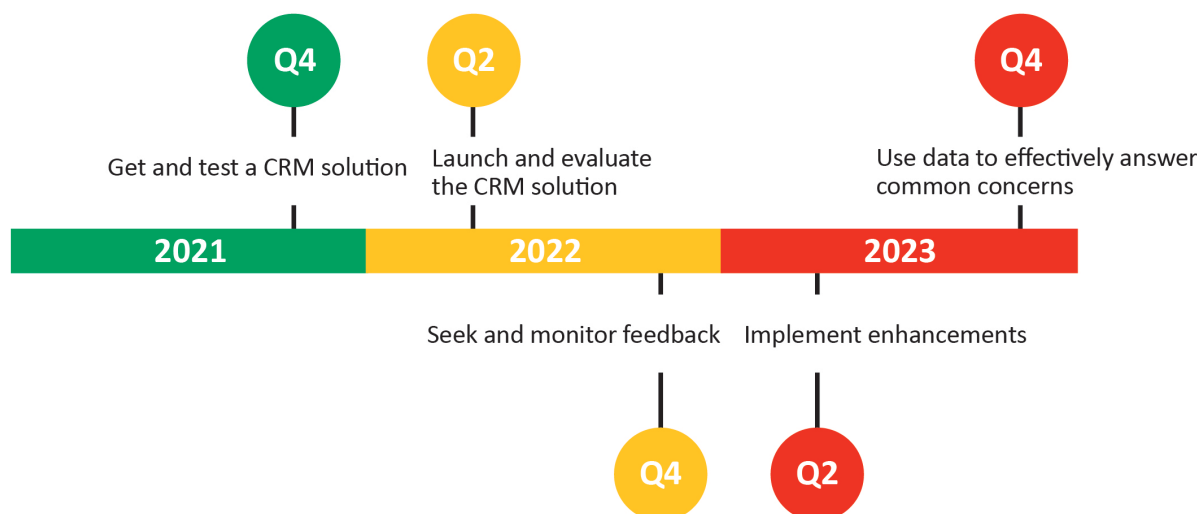 Q4
Q2
Q4
Get and test a CRM solution
Launch and evaluate
the CRM solution
Use data to effectively answer
common concerns
2021
2022
2023
Seek and monitor feedback
Implement enhancements
Q4
Q2